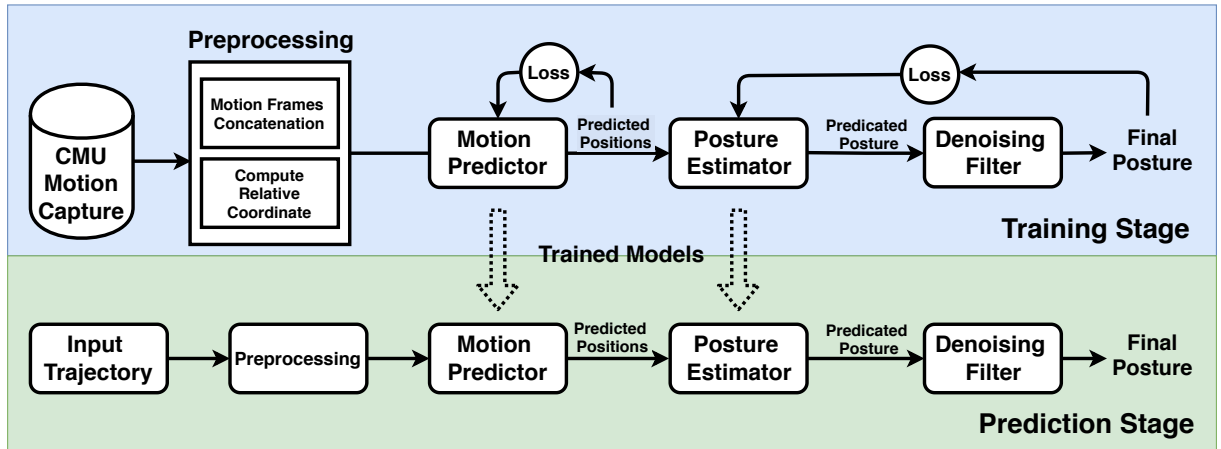 Preprocessing
Motion Frames
Concatenation
Compute
Relative
Coordinate
CMU
Motion
Capture
Loss
Motion
Predictor
Predicted
Positions
Loss
Posture
Estimator
Predicated
Posture
Denoising
Filter
Final
Posture
Training Stage
Trained Models
Input
Trajectory
Preprocessing
Motion
Predictor
Predicted
Positions
Posture
Estimator
Predicated
Posture
Denoising
Filter
Final
Posture
Prediction Stage